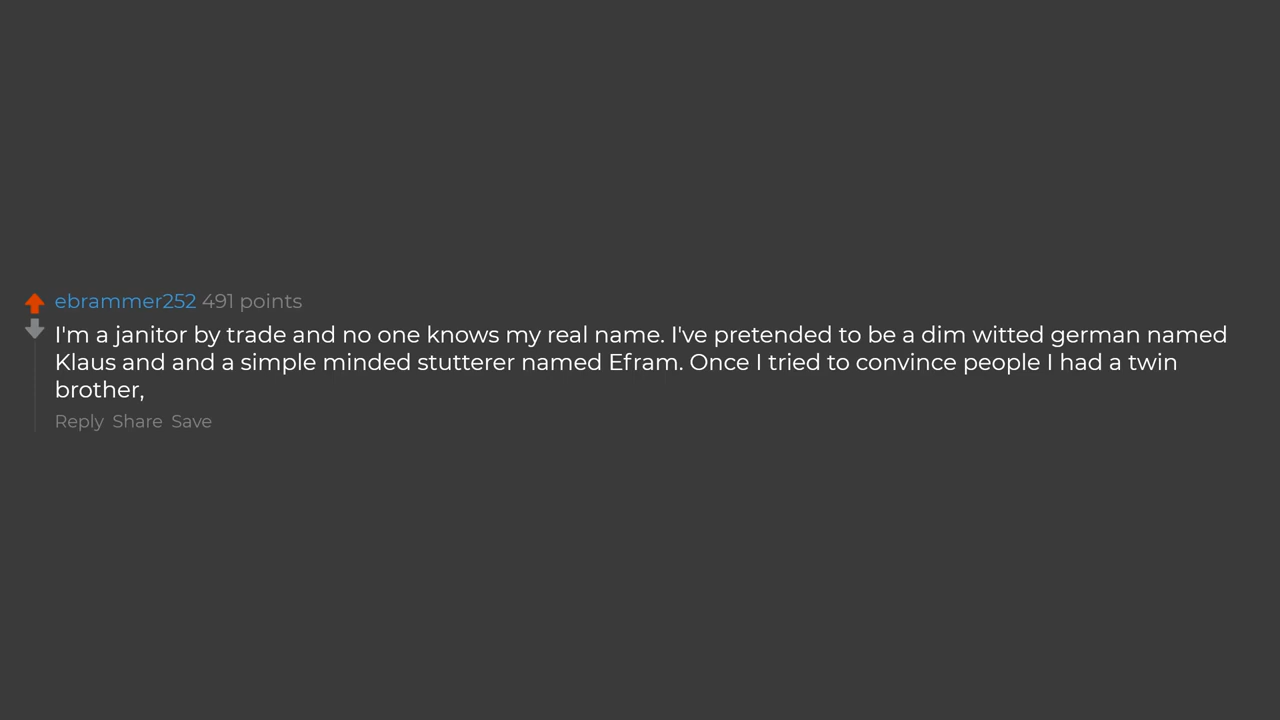 ebrammer252 491 points
I'm a janitor by trade and no one knows my real name. I've pretended to be a dim witted german named
Klaus and and a simple minded stutterer named Efram. Once I tried to convince people I had a twin
brother,
Reply Share Save